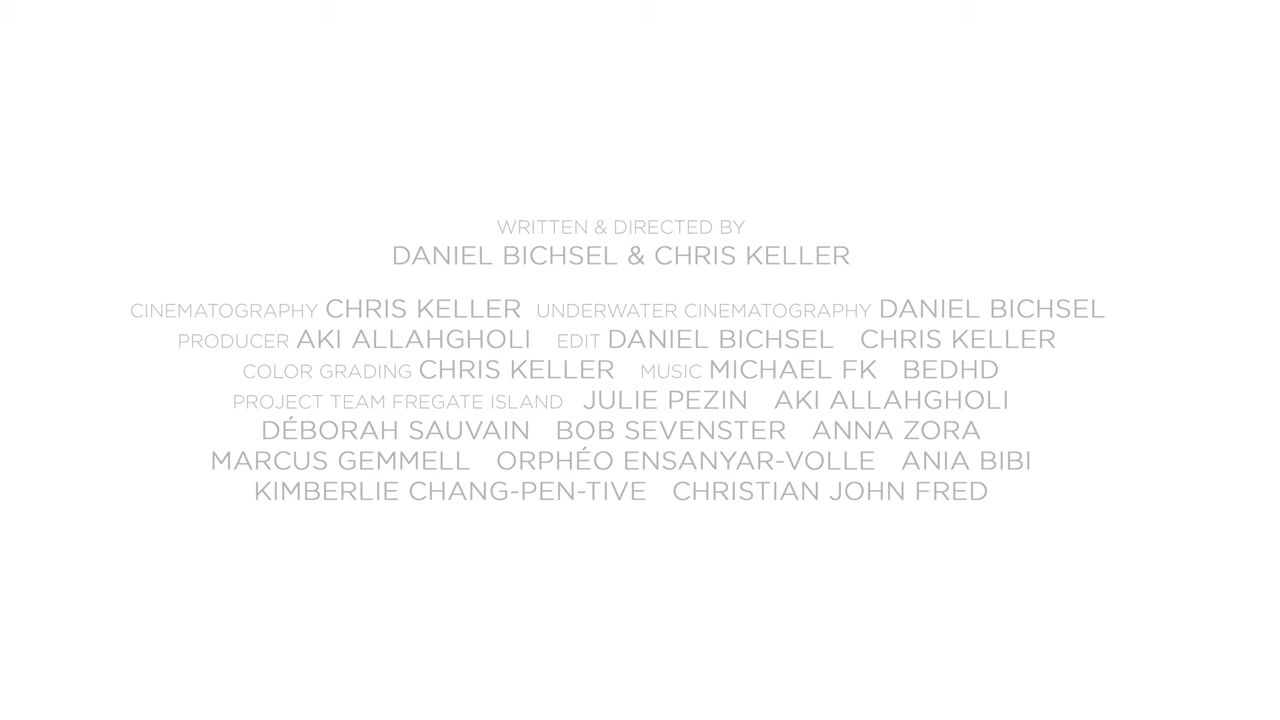 WRITTEN & DIRECTED BY
DANIEL BICHSEL & CHRIS KELLER
CINEMATOGRAPHY CHRIS KELLER UNDERWATER CINEMATOGRAPHY DANIEL BICHSEL
PRODUCER AKI ALLAHGHOLI EDIT DANIEL BICHSEL CHRIS KELLER
COLOR GRADING CHRIS KELLER MUSIC MICHAEL FK BEDHD
PROJECT TEAM FREGATE ISLAND JULIE PEZIN AKI ALLAHGHOLI
DÉBORAH SAUVAIN BOB SEVENSTER ANNA ZORA
MARCUS GEMMELL ORPHÉO ENSANYAR-VOLLE ANIA BIBI
KIMBERLIE CHANG-PEN-TIVE CHRISTIAN JOHN FRED